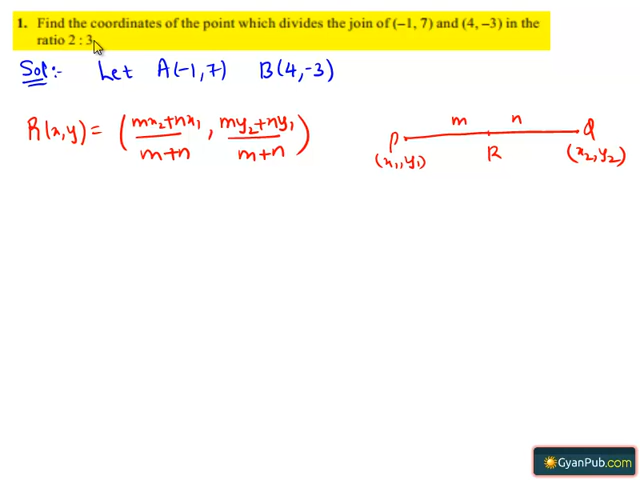 1. Find the coordinates of the point which divides the join of (−1, 7) and (4, −3) in the
ratio 2 : 3.
Sol:- Let A(-1,7) B(4,-3)
R(x,y) = (mx₂+nx₁/m+n, my₂+ny₁/m+n)
m n
P Q
(x₁,y₁) R (x₂,y₂)
GyanPub.com